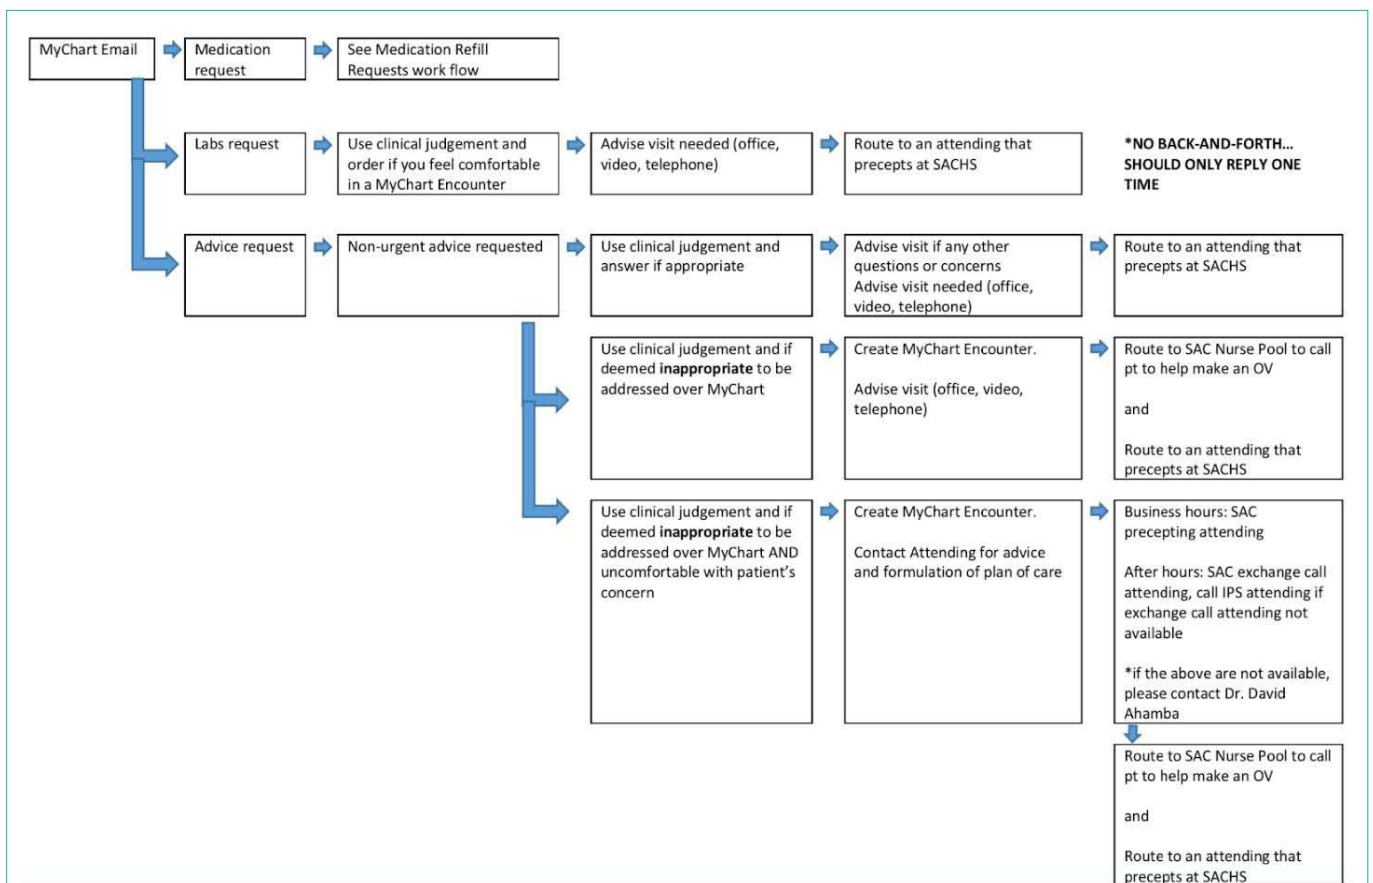 MyChart Email
Medication
request
See Medication Refill
Requests work flow
Labs request
Use clinical judgement and
order if you feel comfortable
in a MyChart Encounter
Advise visit needed (office,
video, telephone)
Route to an attending that
precepts at SACHS
*NO BACK-AND-FORTH...
SHOULD ONLY REPLY ONE
TIME
Advice request
Non-urgent advice requested
Use clinical judgement and
answer if appropriate
Advise visit if any other
questions or concerns
Advise visit needed (office,
video, telephone)
Route to an attending that
precepts at SACHS
Use clinical judgement and if
deemed inappropriate to be
addressed over MyChart
Create MyChart Encounter.
Advise visit (office, video,
telephone)
Route to SAC Nurse Pool to call
pt to help make an OV
and
Route to an attending that
precepts at SACHS
Use clinical judgement and if
deemed inappropriate to be
addressed over MyChart AND
uncomfortable with patient's
concern
Create MyChart Encounter.
Contact Attending for advice
and formulation of plan of care
Business hours: SAC
precepting attending
After hours: SAC exchange call
attending, call IPS attending if
exchange call attending not
available
*if the above are not available,
please contact Dr. David
Ahamba
Route to SAC Nurse Pool to call
pt to help make an OV
and
Route to an attending that
precepts at SACHS